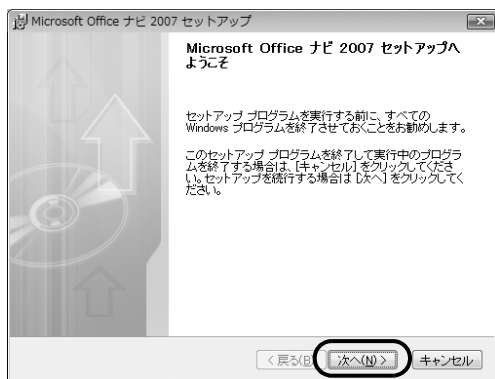 Microsoft Office ナビ 2007 セットアップ
Microsoft Office ナビ 2007 セットアップへ
ようこそ
セットアップ プログラムを実行する前に、すべての
Windows プログラムを終了させておくことをお勧めします。
このセットアップ プログラムを終了して実行中のプログラ
ムを終了する場合は、[キャンセル] をクリックしてくださ
い。セットアップを続行する場合は [次へ] をクリックしてく
ださい。
< 戻る(B) 次へ(N) > キャンセル